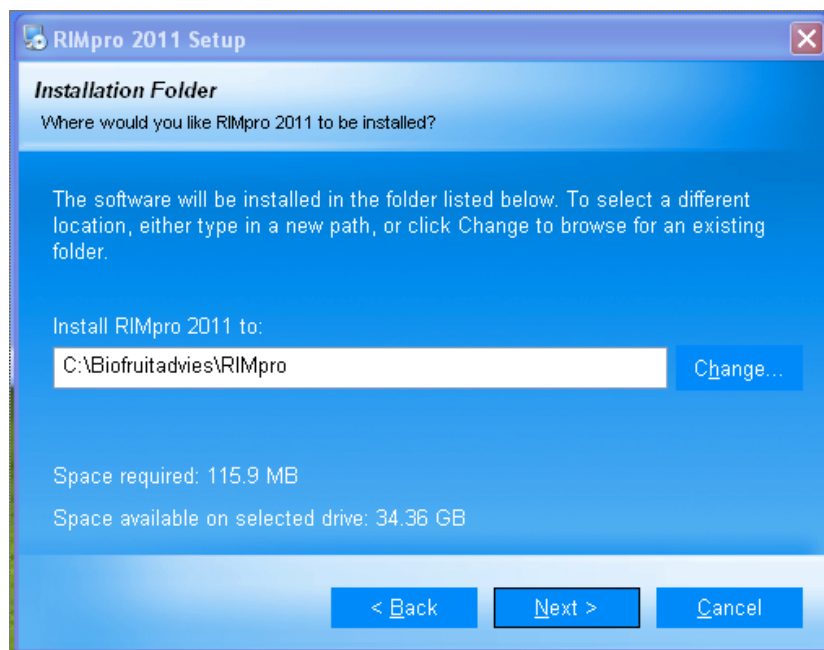 RIMpro 2011 Setup
Installation Folder
Where would you like RIMpro 2011 to be installed?
The software will be installed in the folder listed below. To select a different
location, either type in a new path, or click Change to browse for an existing
folder.
Install RIMpro 2011 to:
C:\Biofruitadvies\RIMpro
Change...
Space required: 115.9 MB
Space available on selected drive: 34.36 GB
< Back
Next >
Cancel